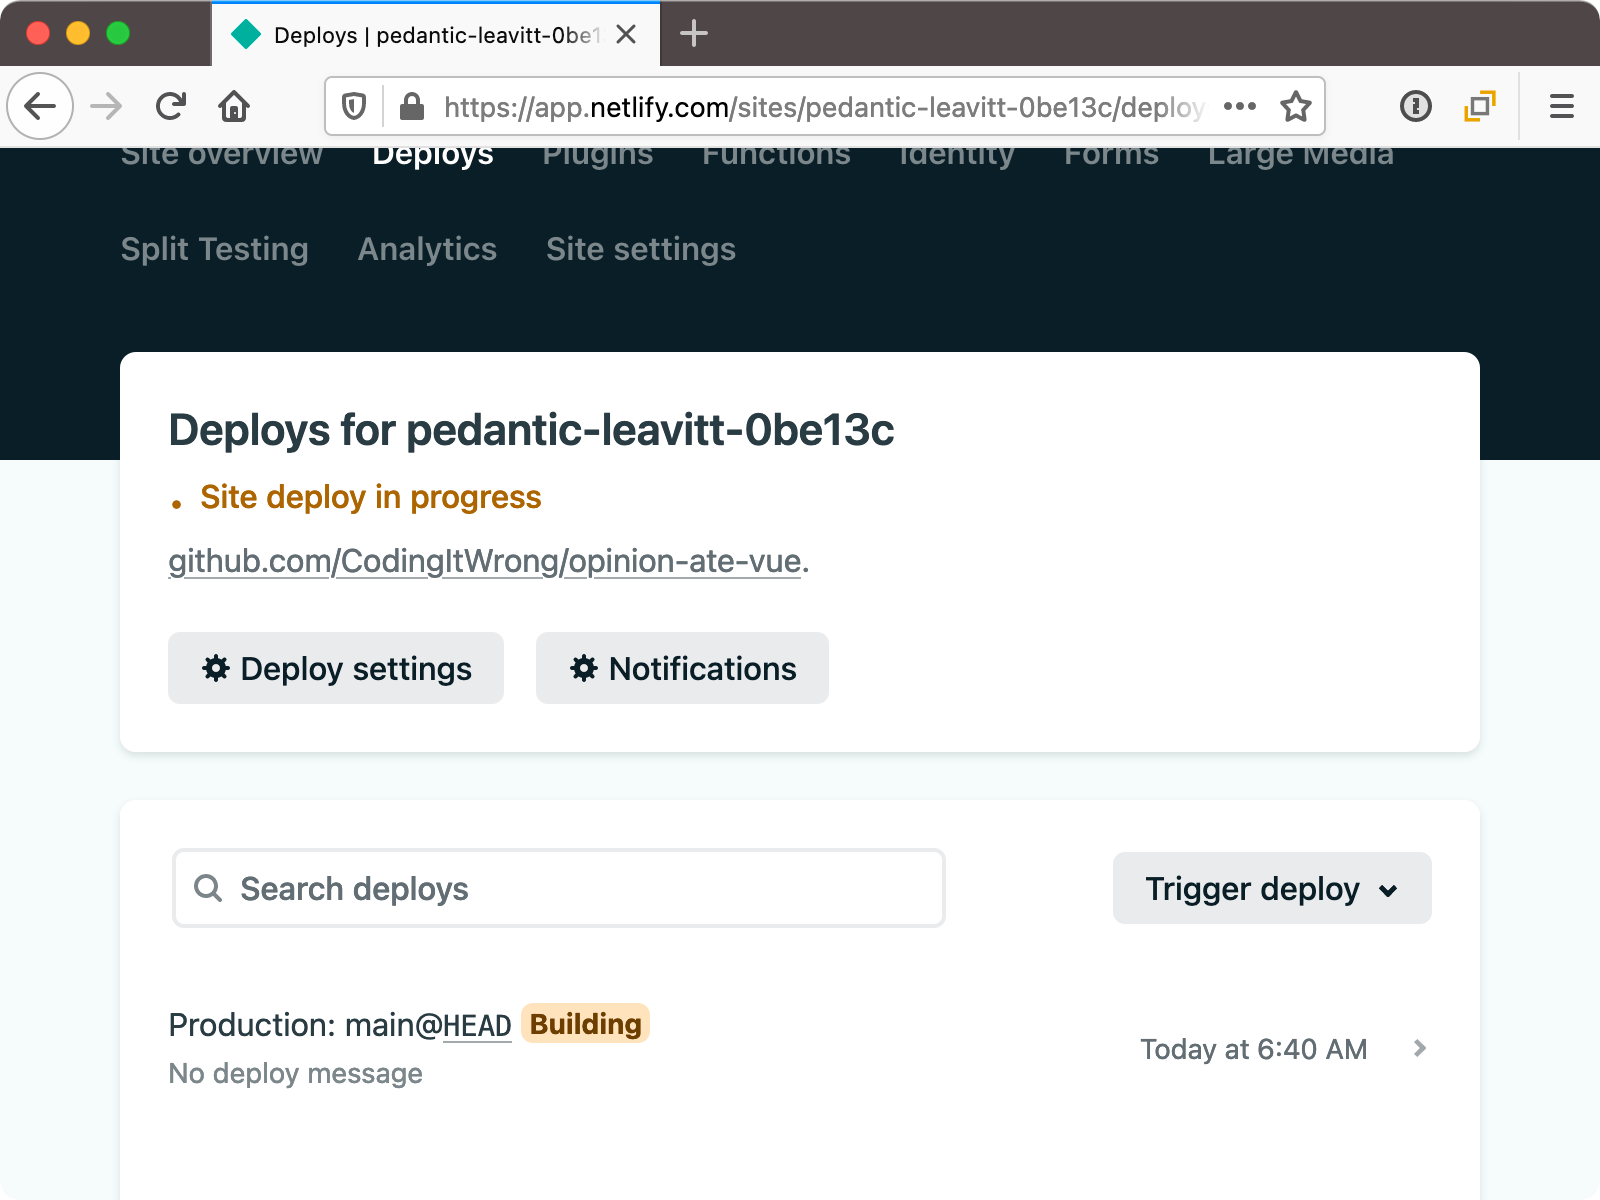 Deploys | pedantic-leavitt-0be1
https://app.netlify.com/sites/pedantic-leavitt-0be13c/deploy
Site overview Deploys Plugins Functions Identity Forms Large Media
Split Testing Analytics Site settings
Deploys for pedantic-leavitt-0be13c
Site deploy in progress
github.com/CodingItWrong/opinion-ate-vue.
Deploy settings Notifications
Search deploys Trigger deploy
Production: main@HEAD Building
Today at 6:40 AM
No deploy message